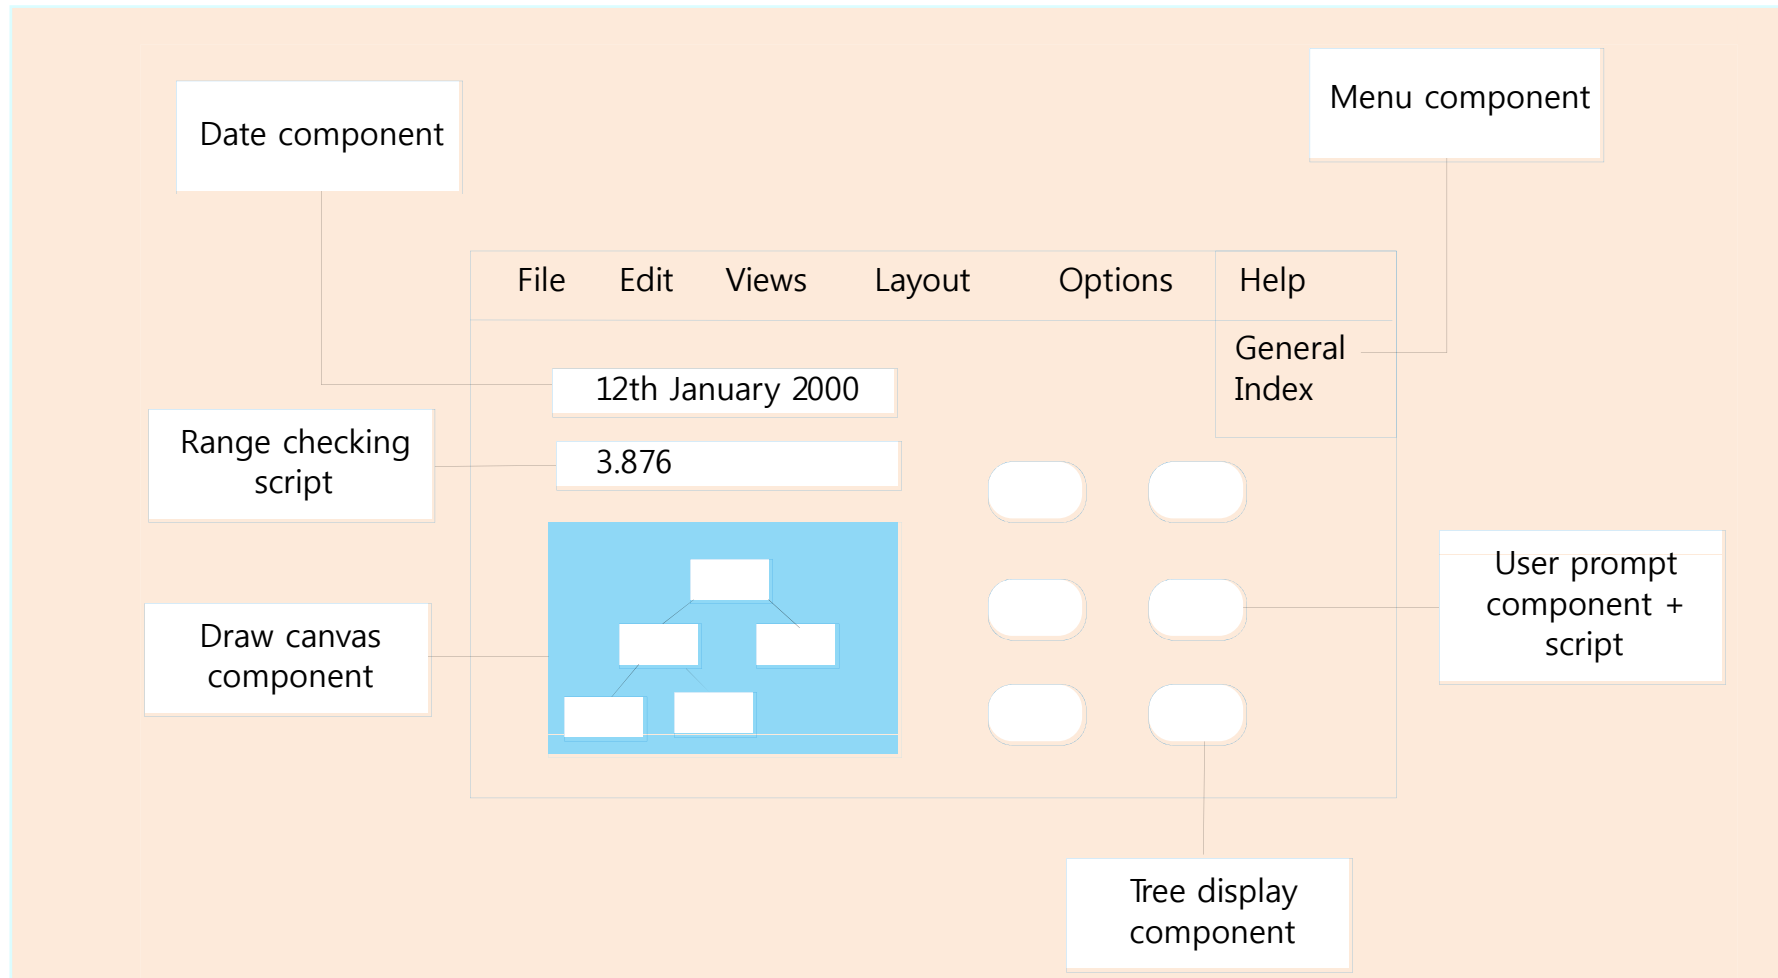 Menu component
Date component
File Edit Views Layout Options Help
General
Index
12th January 2000
Range checking
script
3.876
User prompt
component +
script
Draw canvas
component
Tree display
component